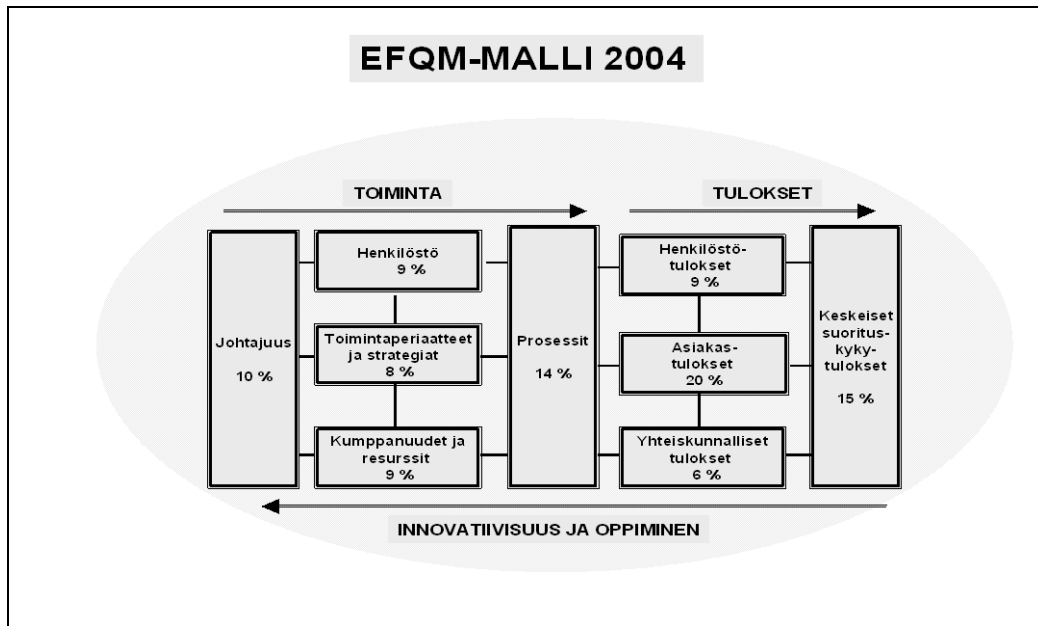 EFQM-MALLI 2004
TOIMINTA
TULOKSET
Johtajuus
10 %
Henkilöstö
9 %
Toimintaperiaatteet
ja strategiat
8 %
Kumppanuudet ja
resurssit
9 %
Prosessit
14 %
Henkilöstö-
tulokset
9 %
Asiakas-
tulokset
20 %
Yhteiskunnalliset
tulokset
6 %
Keskeiset
suoritus-
kyky-
tulokset
15 %
INNOVATIIVISUUS JA OPPIMINEN